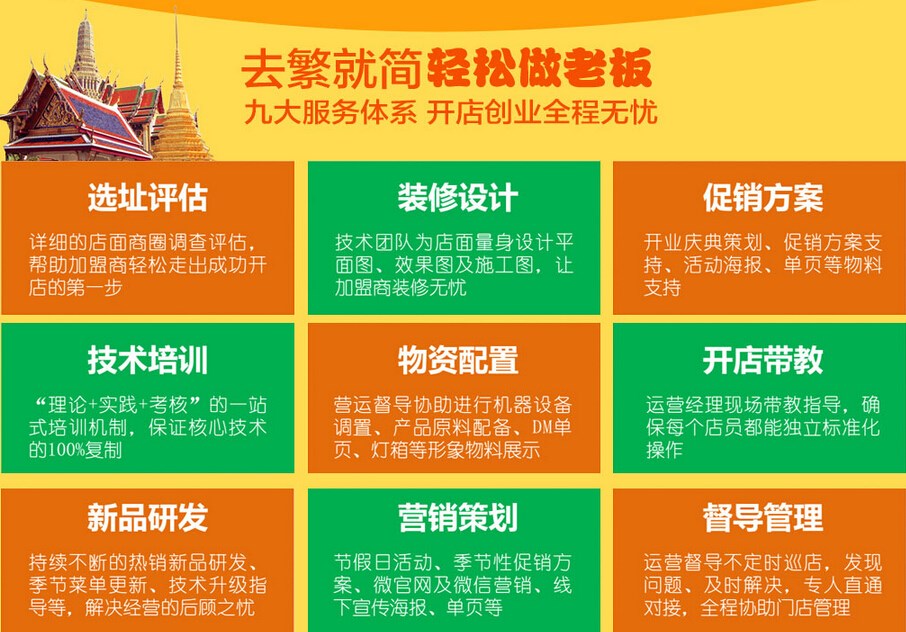 去繁就简轻松做老板
九大服务体系 开店创业全程无忧
选址评估
详细的店面商圈调查评估，
帮助加盟商轻松走出成功开
店的第一步
装修设计
技术团队为店面量身设计平
面图、效果图及施工图，让
加盟商装修无忧
促销方案
开业庆典策划、促销方案支
持、活动海报、单页等物料
支持
技术培训
“理论+实践+考核”的一站
式培训机制，保证核心技术
的100%复制
物资配置
营运督导协助进行机器设备
调置、产品原料配备、DM单
页、灯箱等形象物料展示
开店带教
运营经理现场带教指导，确
保每个店员都能独立标准化
操作
新品研发
持续不断的热销新品研发、
季节菜单更新、技术升级指
导等，解决经营的后顾之忧
营销策划
节假日活动、季节性促销方
案、微官网及微信营销、线
下宣传海报、单页等
督导管理
运营督导不定时巡店，发现
问题、及时解决，专人直通
对接，全程协助门店管理